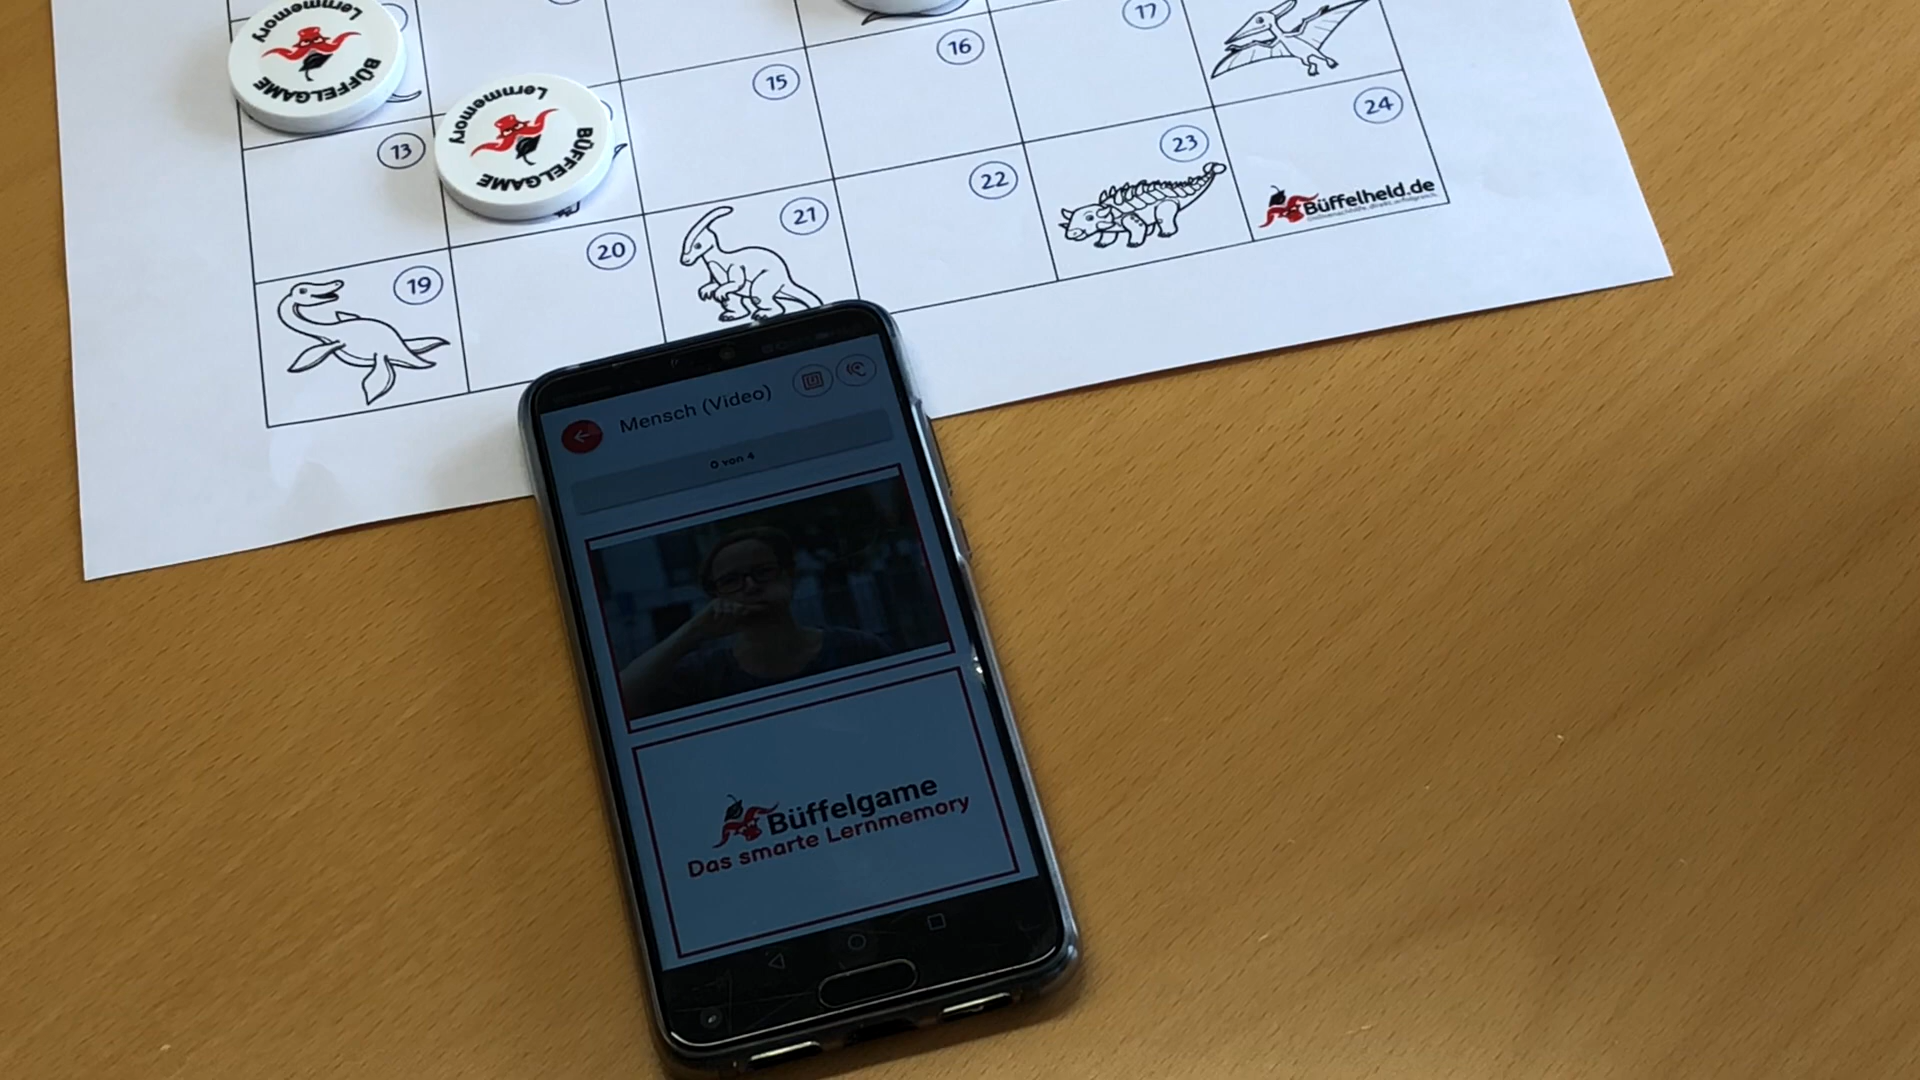 Lernmemory
BÜFFELGAME
Lernmemory
BÜFFELGAME
17
16
15
24
13
23
22
21
20
19
Büffelheld.de
Mensch (Video)
0 von 4
Büffelgame
Das smarte Lernmemory